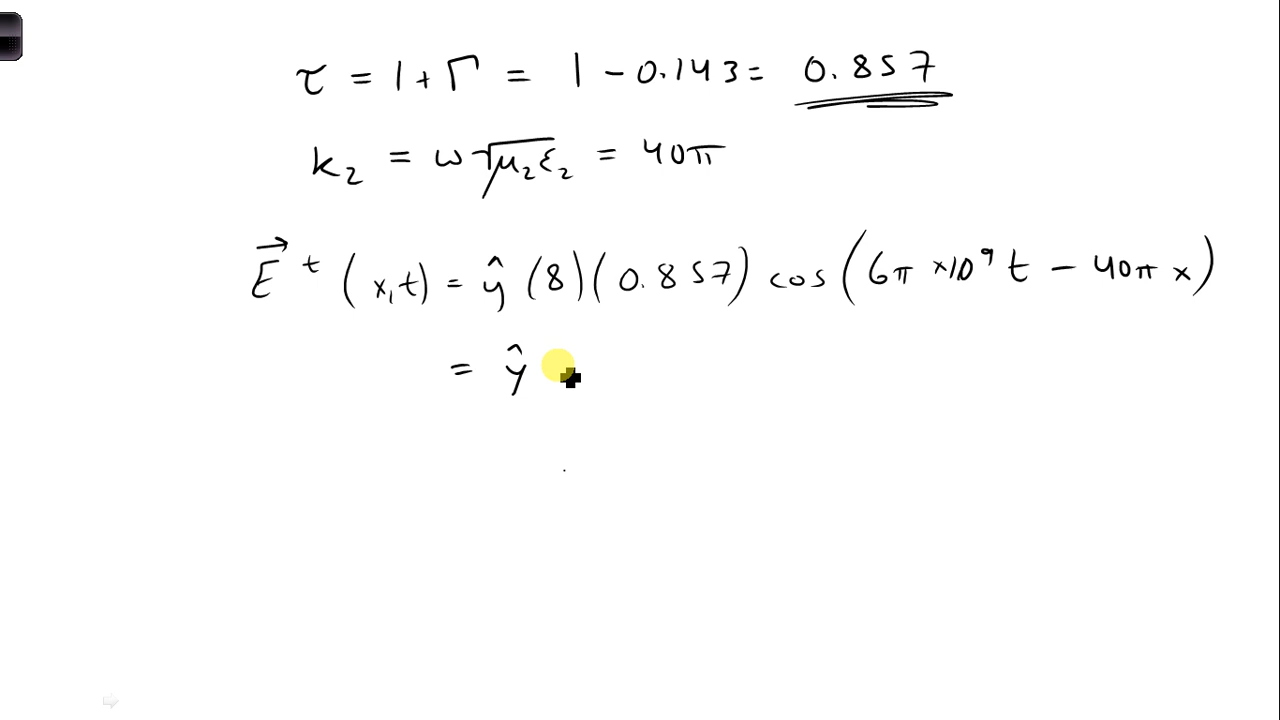 τ = 1 + Γ = 1 - 0.143 = 0.857
k₂ = ω √μ₂ε₂ = 40π
E⃗ ᵗ (x,t) = ŷ (8)(0.857) cos(6π ×10⁹ t - 40π x)
= ŷ